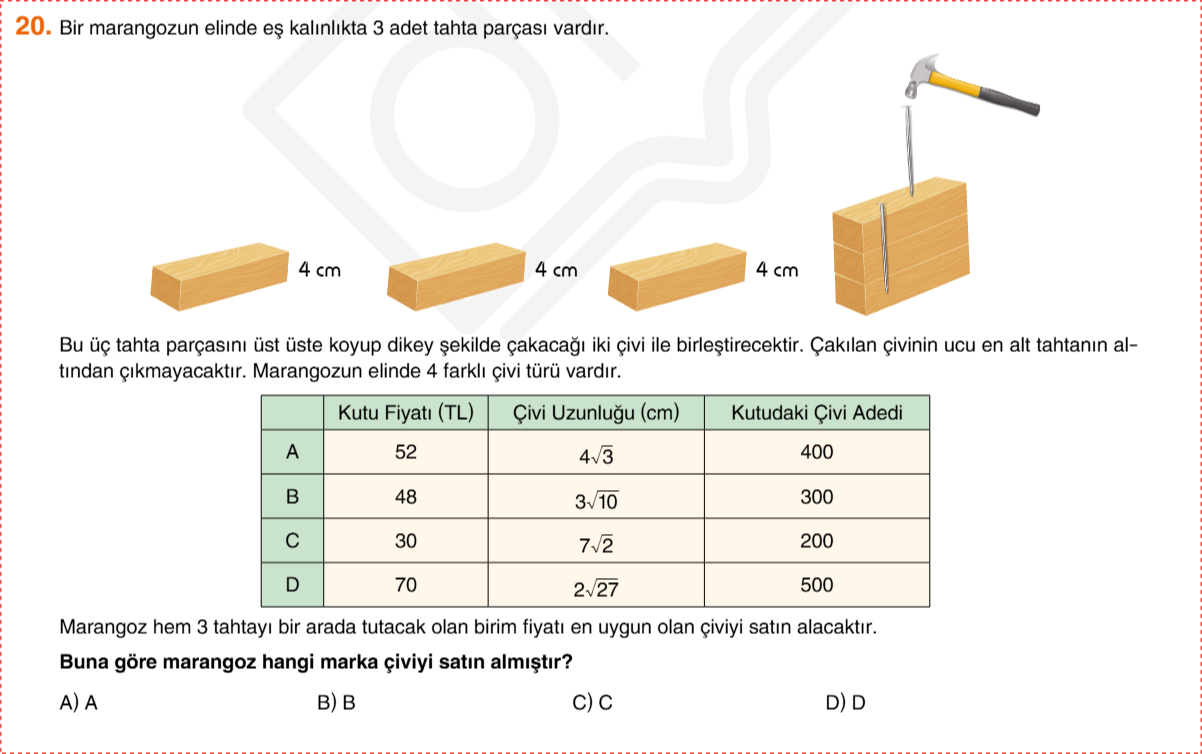 20. Bir marangozun elinde eş kalınlıkta 3 adet tahta parçası vardır.
4 cm 4 cm 4 cm
Bu üç tahta parçasını üst üste koyup dikey şekilde çakacağı iki çivi ile birleştirecektir. Çakılan çivinin ucu en alt tahtanın al-
tından çıkmayacaktır. Marangozun elinde 4 farklı çivi türü vardır.
Kutu Fiyatı (TL) Çivi Uzunluğu (cm) Kutudaki Çivi Adedi
A 52 4√3 400
B 48 3√10 300
C 30 7√2 200
D 70 2√27 500
Marangoz hem 3 tahtayı bir arada tutacak olan birim fiyatı en uygun olan çiviyi satın alacaktır.
Buna göre marangoz hangi marka çiviyi satın almıştır?
A) A B) B C) C D) D